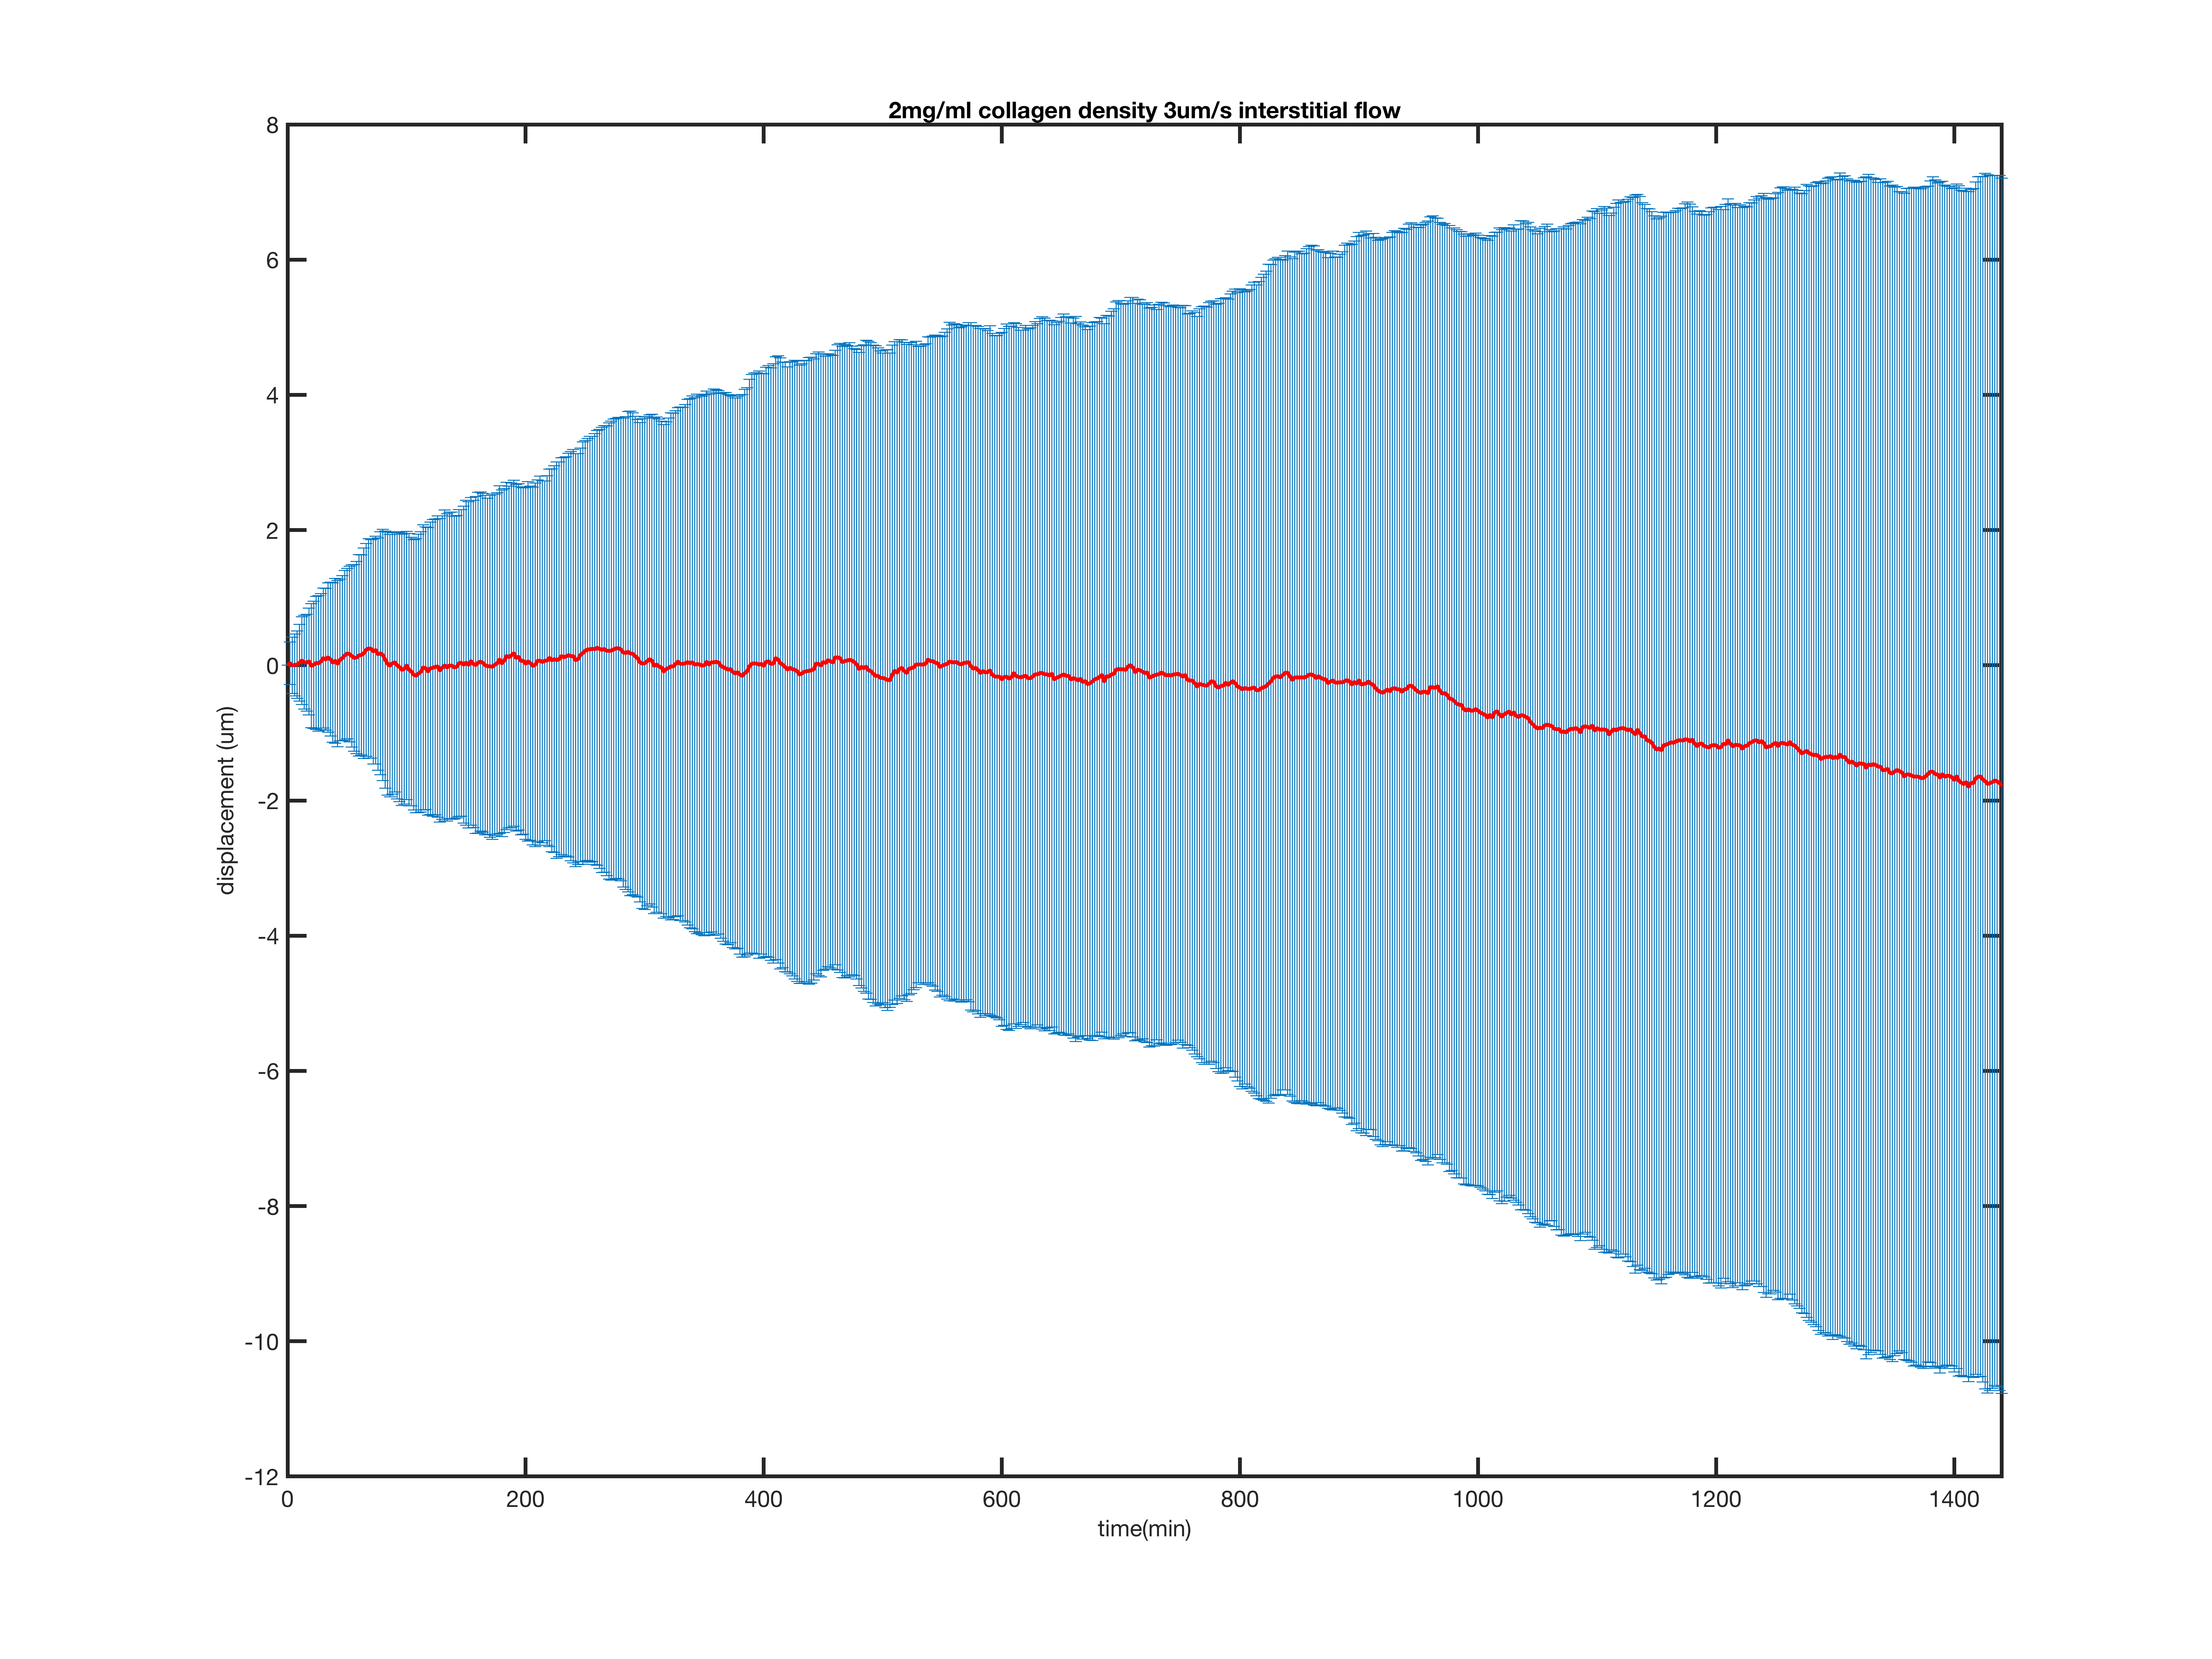 2mg/ml collagen density 3um/s interstitial flow
8
6
4
2
0
-2
-4
-6
-8
-10
-12
displacement (um)
0 200 400 600 800 1000 1200 1400
time(min)